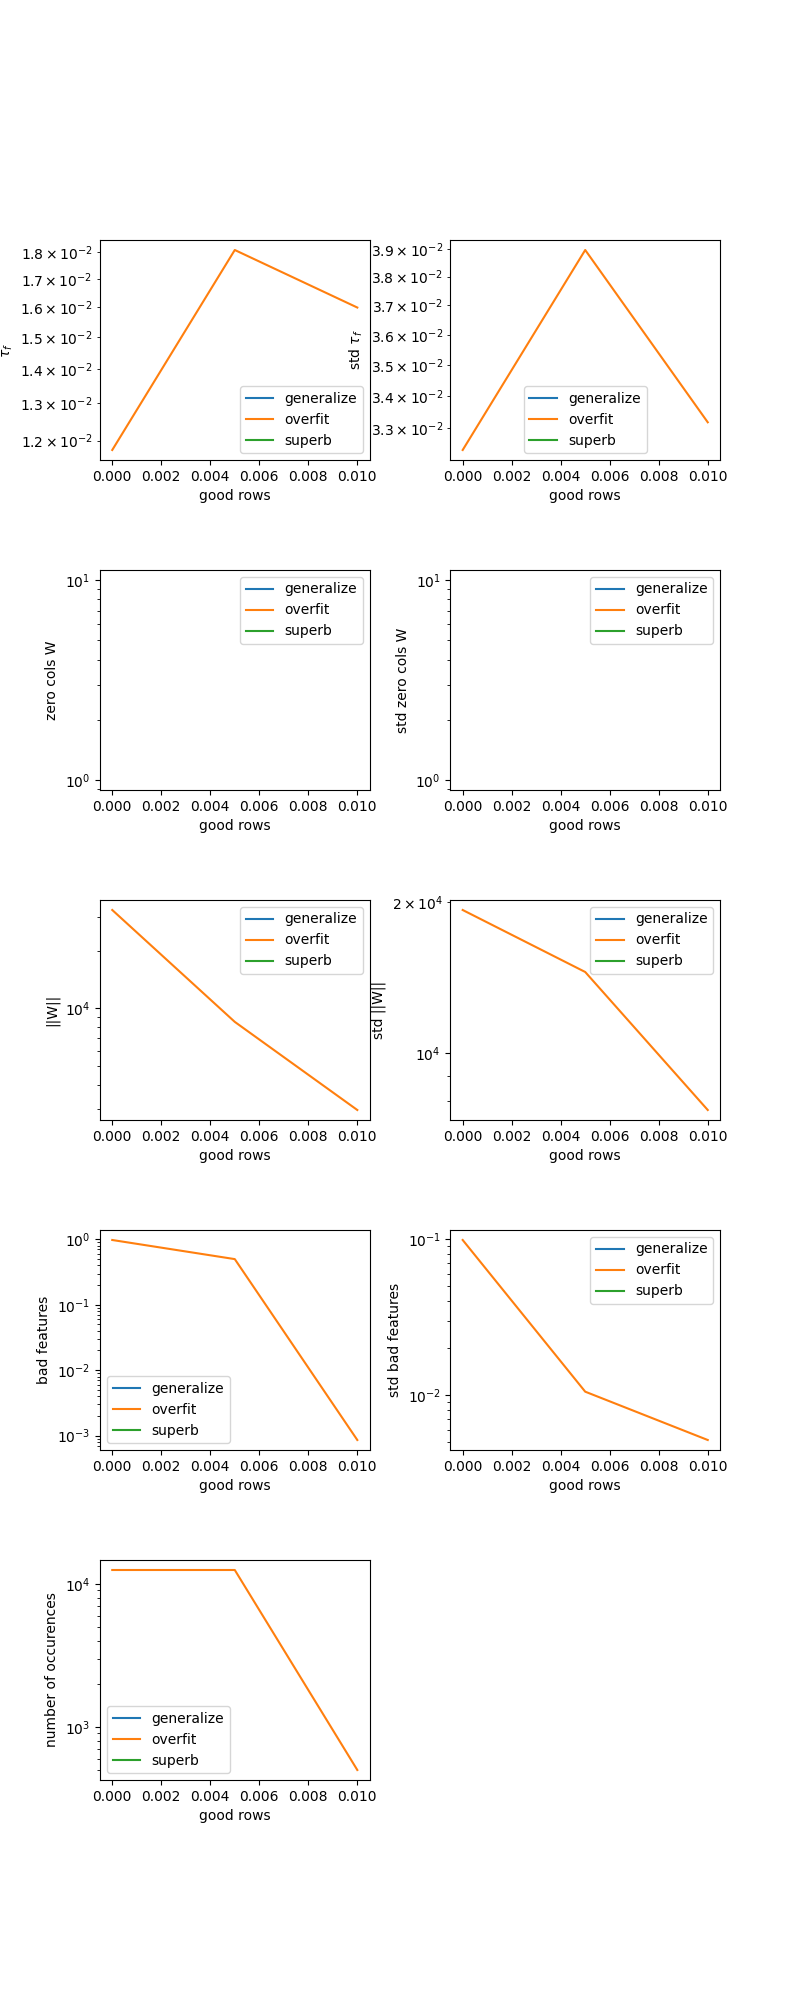 1.8 × 10⁻²
1.7 × 10⁻²
1.6 × 10⁻²
1.5 × 10⁻²
1.4 × 10⁻²
1.3 × 10⁻²
1.2 × 10⁻²
τf
generalize
overfit
superb
0.000 0.002 0.004 0.006 0.008 0.010
good rows
3.9 × 10⁻²
3.8 × 10⁻²
3.7 × 10⁻²
3.6 × 10⁻²
3.5 × 10⁻²
3.4 × 10⁻²
3.3 × 10⁻²
std τf
generalize
overfit
superb
0.000 0.002 0.004 0.006 0.008 0.010
good rows
10¹
10⁰
zero cols W
generalize
overfit
superb
0.000 0.002 0.004 0.006 0.008 0.010
good rows
10¹
10⁰
std zero cols W
generalize
overfit
superb
0.000 0.002 0.004 0.006 0.008 0.010
good rows
10⁴
||W||
generalize
overfit
superb
0.000 0.002 0.004 0.006 0.008 0.010
good rows
2 × 10⁴
10⁴
std ||W||
generalize
overfit
superb
0.000 0.002 0.004 0.006 0.008 0.010
good rows
10⁰
10⁻¹
10⁻²
10⁻³
bad features
generalize
overfit
superb
0.000 0.002 0.004 0.006 0.008 0.010
good rows
10⁻¹
10⁻²
std bad features
generalize
overfit
superb
0.000 0.002 0.004 0.006 0.008 0.010
good rows
10⁴
10³
number of occurences
generalize
overfit
superb
0.000 0.002 0.004 0.006 0.008 0.010
good rows